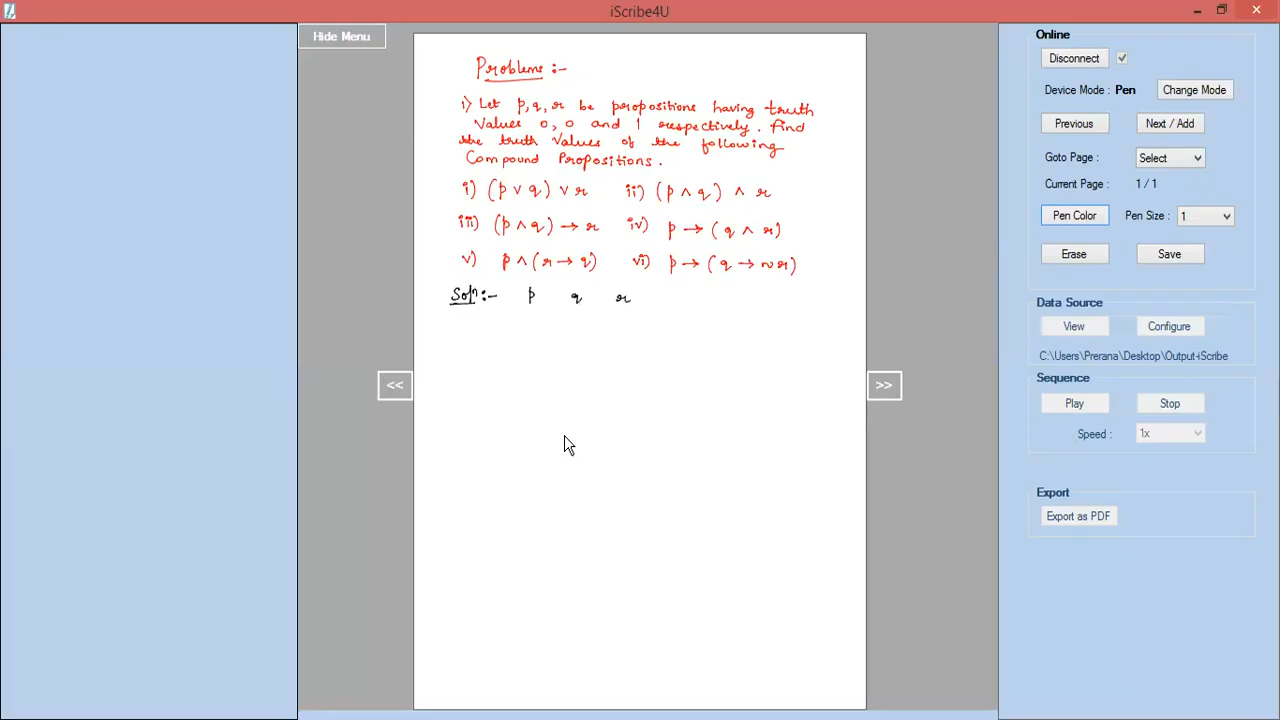 iScribe4U
Hide Menu
Problems :-
1) Let p, q, r be propositions having truth
Values 0, 0 and 1 respectively. Find
the truth Values of the following
Compound Propositions.
i) (p ∨ q) ∨ r ii) (p ∧ q) ∧ r
iii) (p ∧ q) → r iv) p → (q ∧ r)
v) p ∧ (r → q) vi) p → (q → ~r)
Soln :- p q r
<<
>>
Online
Disconnect
Device Mode : Pen Change Mode
Previous Next / Add
Goto Page : Select
Current Page : 1 / 1
Pen Color Pen Size : 1
Erase Save
Data Source
View Configure
C:\Users\Prerana\Desktop\Output-iScribe
Sequence
Play Stop
Speed : 1x
Export
Export as PDF